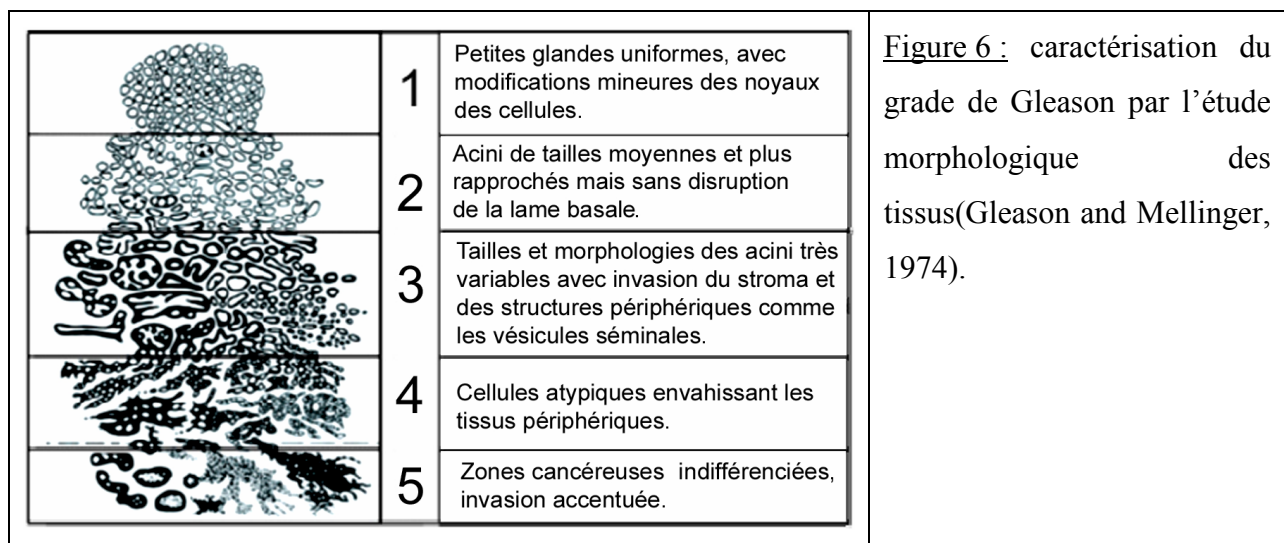 1
Petites glandes uniformes, avec
modifications mineures des noyaux
des cellules.
2
Acini de tailles moyennes et plus
rapprochés mais sans disruption
de la lame basale.
3
Tailles et morphologies des acini très
variables avec invasion du stroma et
des structures périphériques comme
les vésicules séminales.
4
Cellules atypiques envahissant les
tissus périphériques.
5
Zones cancéreuses indifférenciées,
invasion accentuée.
Figure 6 : caractérisation du
grade de Gleason par l’étude
morphologique des
tissus(Gleason and Mellinger,
1974).